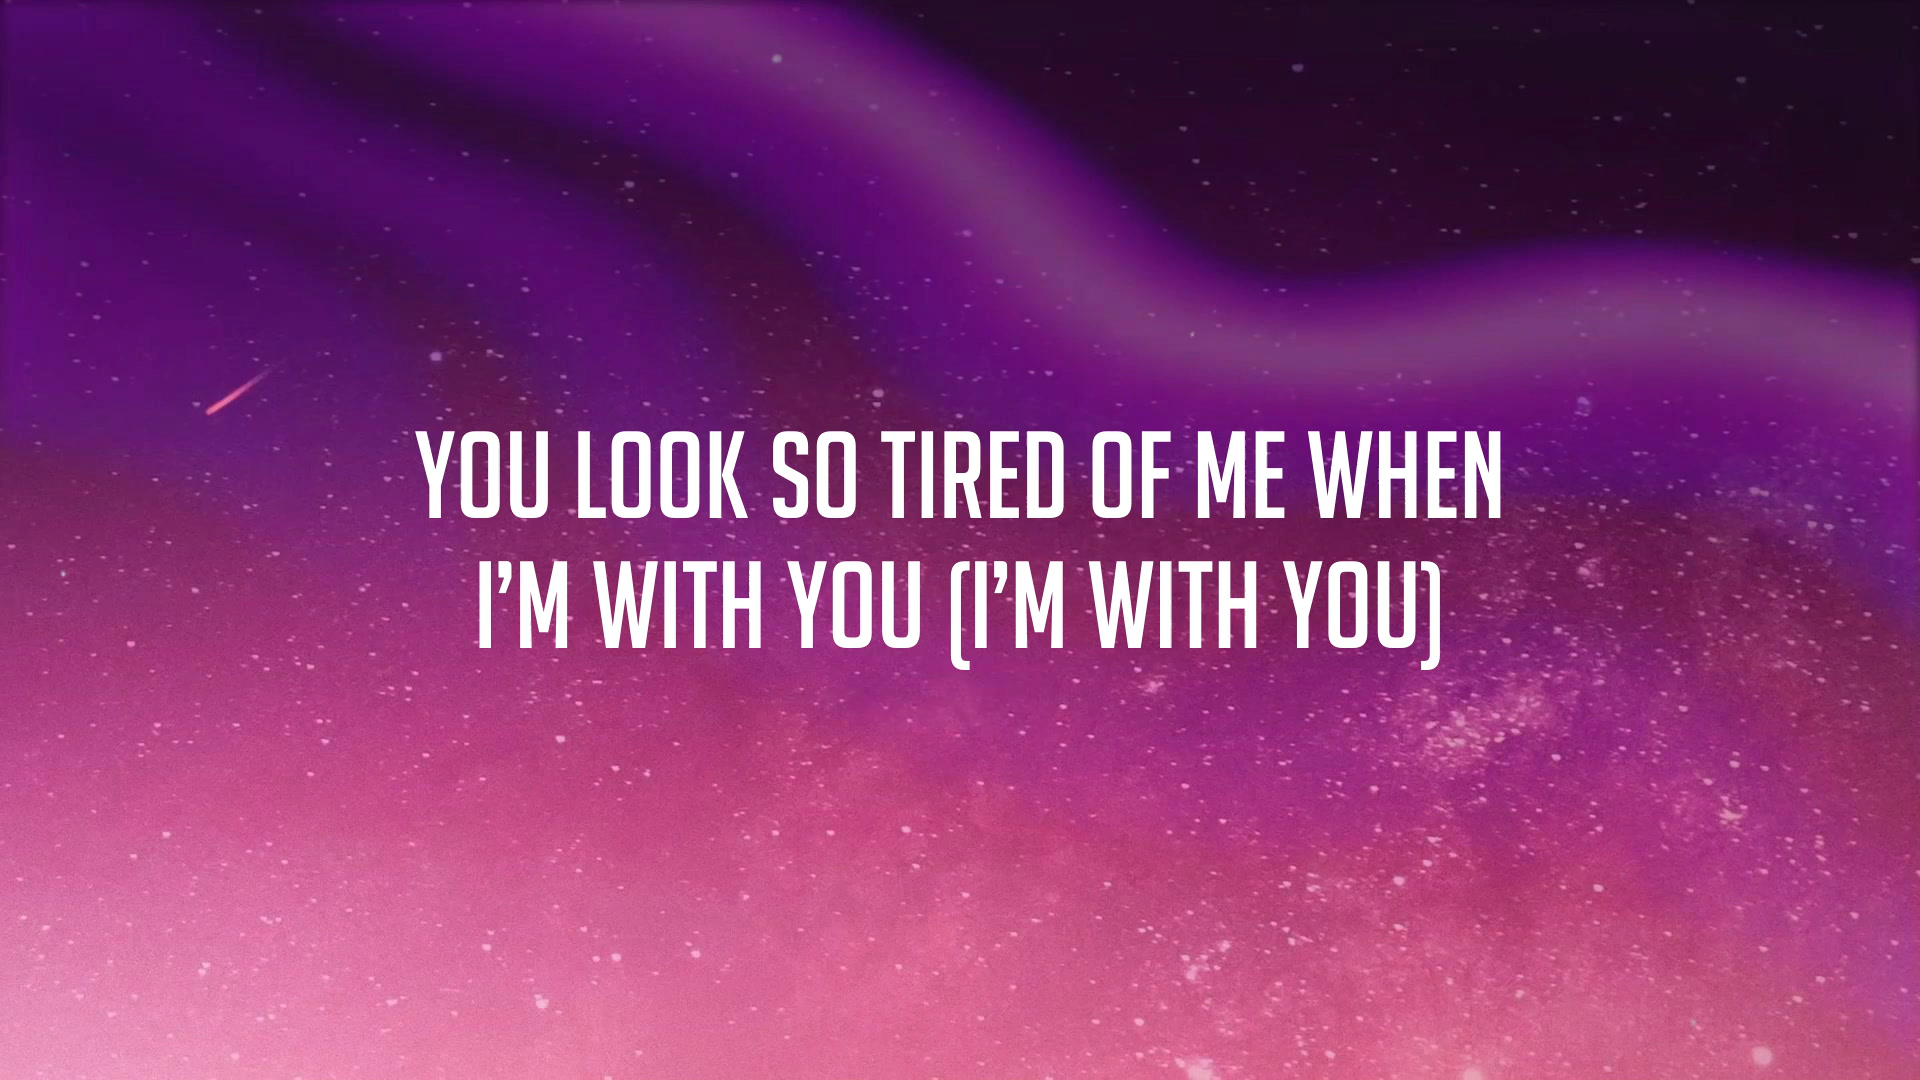 YOU LOOK SO TIRED OF ME WHEN
I’M WITH YOU (I’M WITH YOU)